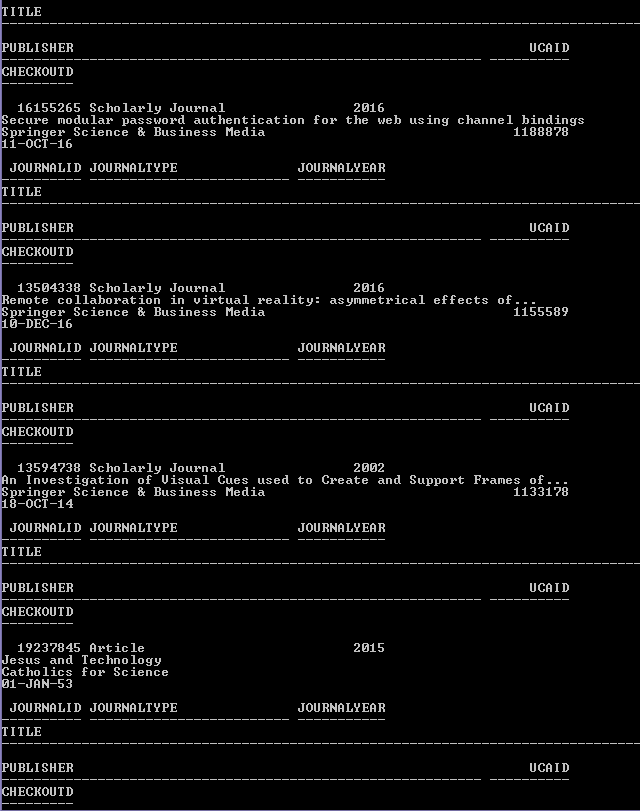 TITLE
PUBLISHER UCAID
CHECKOUTD
16155265 Scholarly Journal 2016
Secure modular password authentication for the web using channel bindings
Springer Science & Business Media 1188878
11-OCT-16
JOURNALID JOURNALTYPE JOURNALYEAR
TITLE
PUBLISHER UCAID
CHECKOUTD
13504338 Scholarly Journal 2016
Remote collaboration in virtual reality: asymmetrical effects of...
Springer Science & Business Media 1155589
10-DEC-16
JOURNALID JOURNALTYPE JOURNALYEAR
TITLE
PUBLISHER UCAID
CHECKOUTD
13594738 Scholarly Journal 2002
An Investigation of Visual Cues used to Create and Support Frames of...
Springer Science & Business Media 1133178
18-OCT-14
JOURNALID JOURNALTYPE JOURNALYEAR
TITLE
PUBLISHER UCAID
CHECKOUTD
19237845 Article 2015
Jesus and Technology
Catholics for Science
01-JAN-53
JOURNALID JOURNALTYPE JOURNALYEAR
TITLE
PUBLISHER UCAID
CHECKOUTD